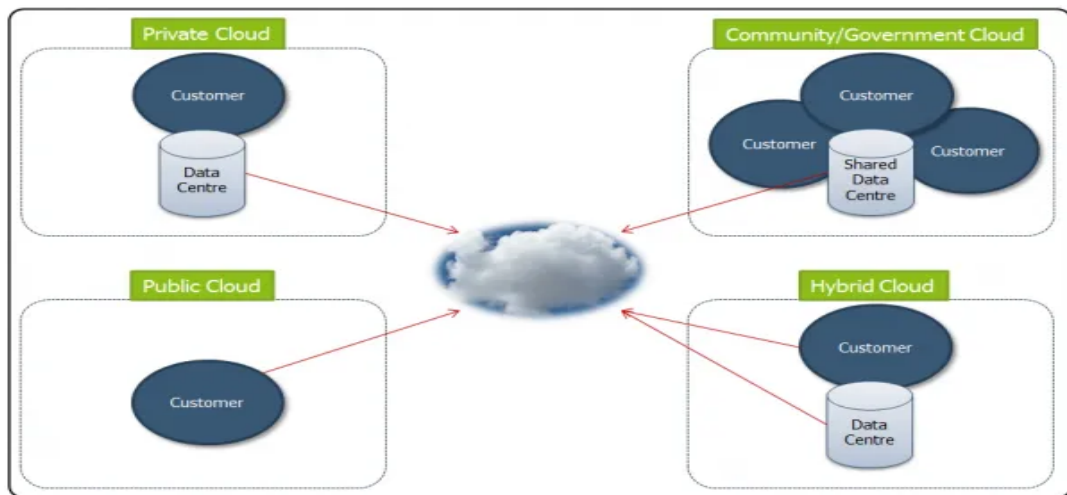 Private Cloud
Customer
Data
Centre
Community/Government Cloud
Customer
Customer
Customer
Shared
Data
Centre
Public Cloud
Customer
Hybrid Cloud
Customer
Data
Centre